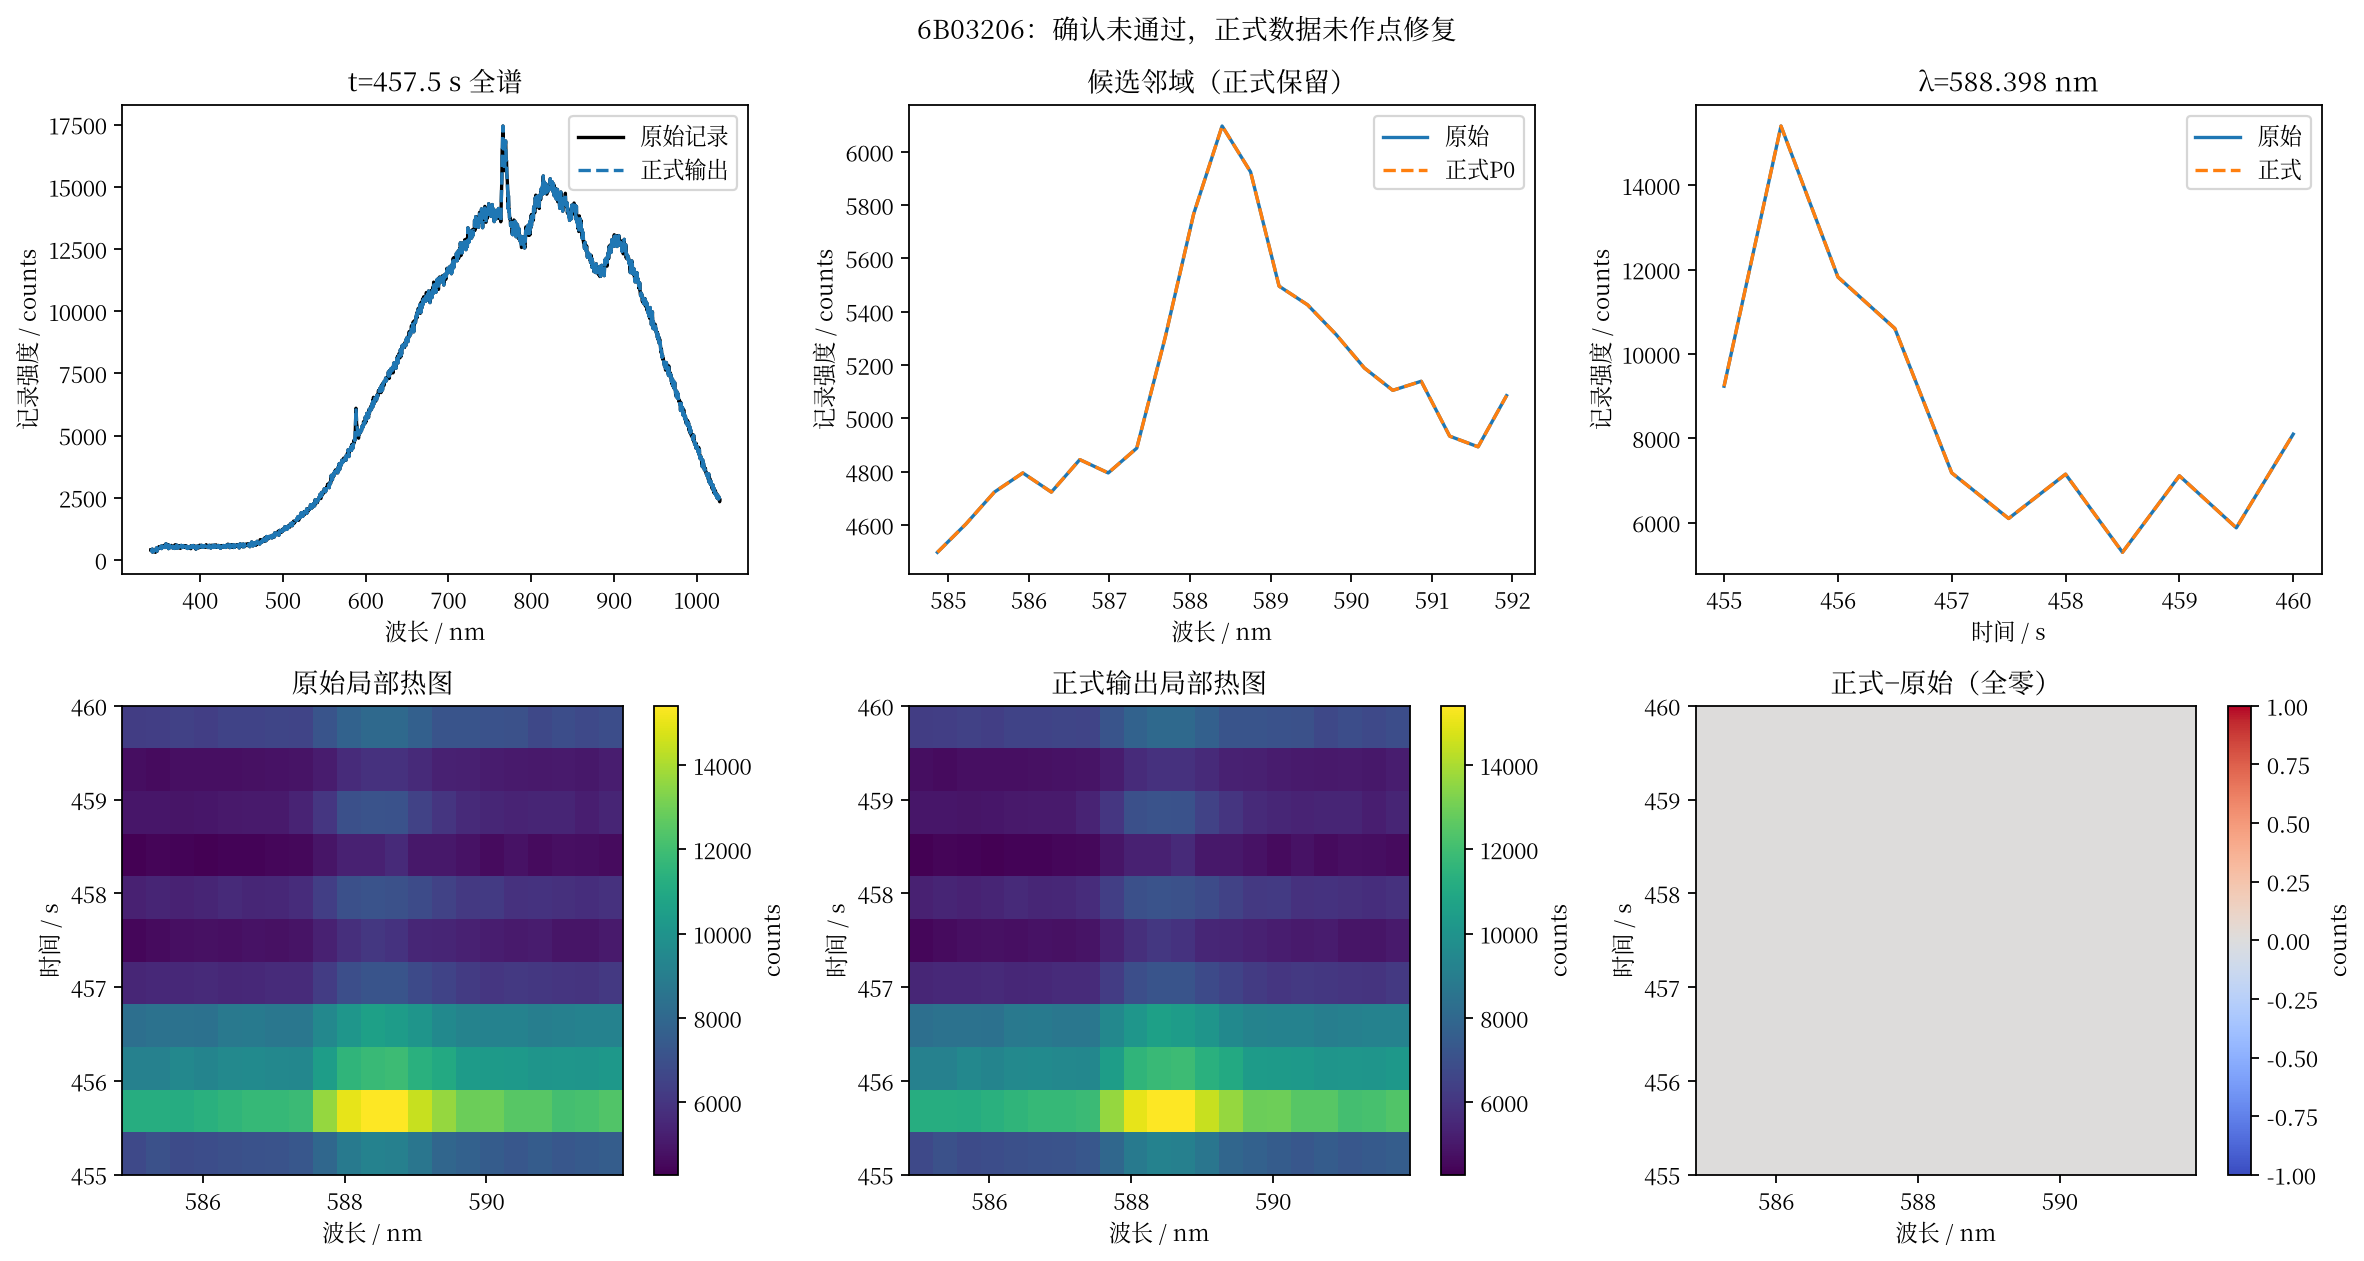 6B03206：确认未通过，正式数据未作点修复
t=457.5 s 全谱
记录强度 / counts
17500
15000
12500
10000
7500
5000
2500
0
原始记录
正式输出
400 500 600 700 800 900 1000
波长 / nm
候选邻域（正式保留）
记录强度 / counts
6000
5800
5600
5400
5200
5000
4800
4600
原始
正式P0
585 586 587 588 589 590 591 592
波长 / nm
λ=588.398 nm
记录强度 / counts
14000
12000
10000
8000
6000
原始
正式
455 456 457 458 459 460
时间 / s
原始局部热图
时间 / s
460
459
458
457
456
455
586 588 590
波长 / nm
14000
12000
10000
8000
6000
counts
正式输出局部热图
时间 / s
460
459
458
457
456
455
586 588 590
波长 / nm
14000
12000
10000
8000
6000
counts
正式−原始（全零）
时间 / s
460
459
458
457
456
455
586 588 590
波长 / nm
1.00
0.75
0.50
0.25
0.00
-0.25
-0.50
-0.75
-1.00
counts